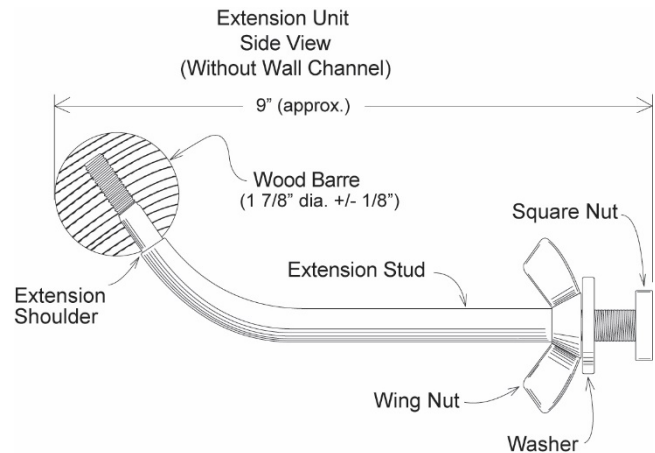 Extension Unit
Side View
(Without Wall Channel)
9” (approx.)
Wood Barre
(1 7/8” dia. +/- 1/8”)
Square Nut
Extension Stud
Extension
Shoulder
Wing Nut
Washer